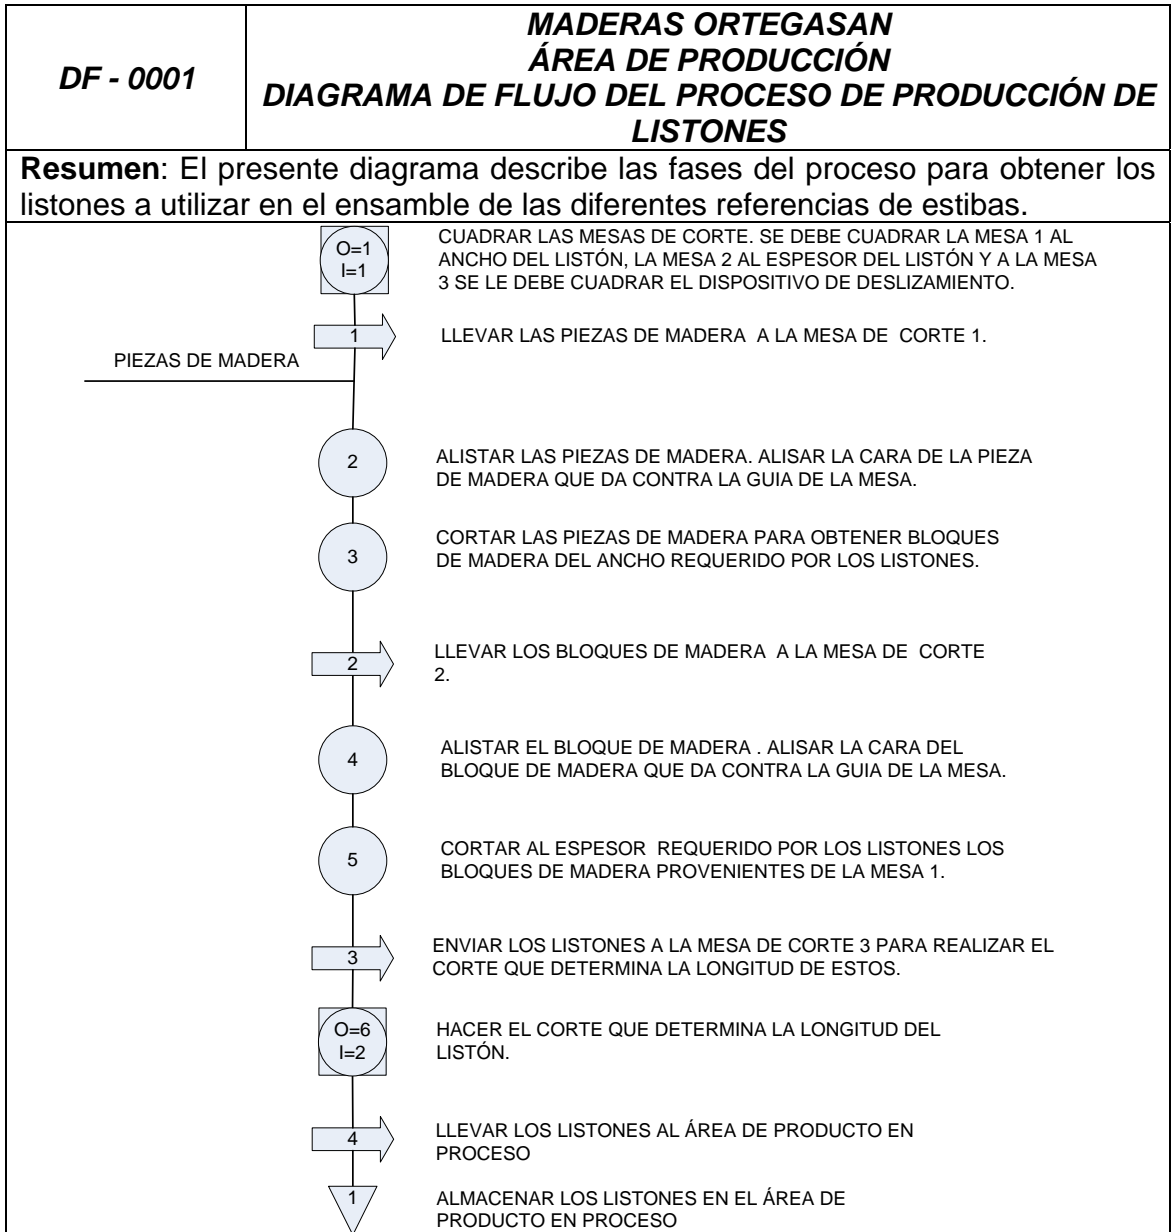 DF - 0001
MADERAS ORTEGASAN
ÁREA DE PRODUCCIÓN
DIAGRAMA DE FLUJO DEL PROCESO DE PRODUCCIÓN DE
LISTONES
Resumen: El presente diagrama describe las fases del proceso para obtener los
listones a utilizar en el ensamble de las diferentes referencias de estibas.
O=1
I=1
CUADRAR LAS MESAS DE CORTE. SE DEBE CUADRAR LA MESA 1 AL
ANCHO DEL LISTÓN, LA MESA 2 AL ESPESOR DEL LISTÓN Y A LA MESA
3 SE LE DEBE CUADRAR EL DISPOSITIVO DE DESLIZAMIENTO.
1
LLEVAR LAS PIEZAS DE MADERA A LA MESA DE CORTE 1.
PIEZAS DE MADERA
2
ALISTAR LAS PIEZAS DE MADERA. ALISAR LA CARA DE LA PIEZA
DE MADERA QUE DA CONTRA LA GUIA DE LA MESA.
3
CORTAR LAS PIEZAS DE MADERA PARA OBTENER BLOQUES
DE MADERA DEL ANCHO REQUERIDO POR LOS LISTONES.
2
LLEVAR LOS BLOQUES DE MADERA A LA MESA DE CORTE
2.
4
ALISTAR EL BLOQUE DE MADERA . ALISAR LA CARA DEL
BLOQUE DE MADERA QUE DA CONTRA LA GUIA DE LA MESA.
5
CORTAR AL ESPESOR REQUERIDO POR LOS LISTONES LOS
BLOQUES DE MADERA PROVENIENTES DE LA MESA 1.
3
ENVIAR LOS LISTONES A LA MESA DE CORTE 3 PARA REALIZAR EL
CORTE QUE DETERMINA LA LONGITUD DE ESTOS.
O=6
I=2
HACER EL CORTE QUE DETERMINA LA LONGITUD DEL
LISTÓN.
4
LLEVAR LOS LISTONES AL ÁREA DE PRODUCTO EN
PROCESO
1
ALMACENAR LOS LISTONES EN EL ÁREA DE
PRODUCTO EN PROCESO